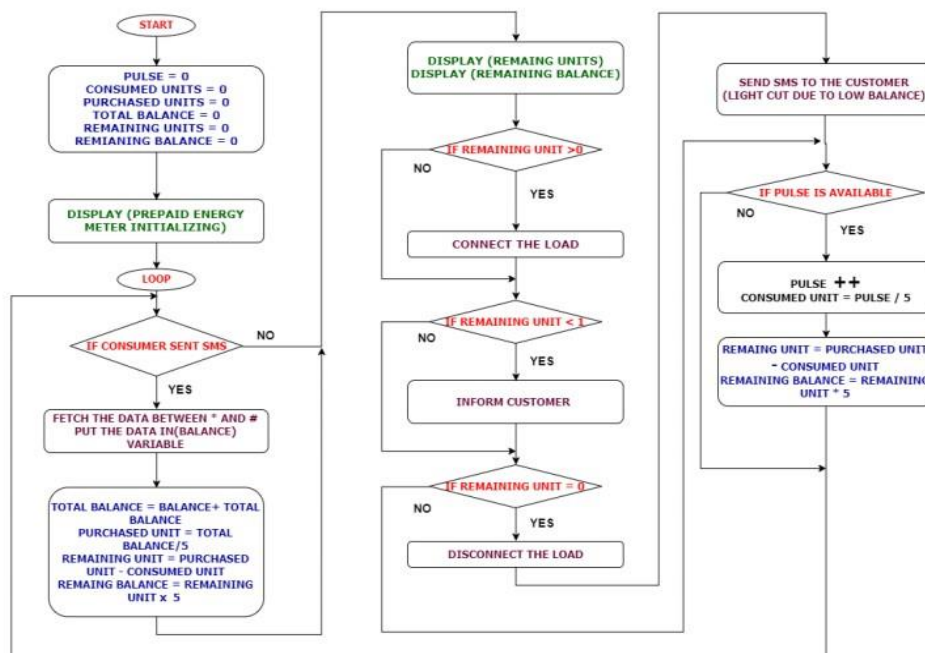 START
PULSE = 0
CONSUMED UNITS = 0
PURCHASED UNITS = 0
TOTAL BALANCE = 0
REMAINING UNITS = 0
REMIANING BALANCE = 0
DISPLAY (PREPAID ENERGY
METER INITIALIZING)
LOOP
IF CONSUMER SENT SMS
NO
YES
FETCH THE DATA BETWEEN * AND #
PUT THE DATA IN(BALANCE)
VARIABLE
TOTAL BALANCE = BALANCE+ TOTAL
BALANCE
PURCHASED UNIT = TOTAL
BALANCE/5
REMAINING UNIT = PURCHASED
UNIT - CONSUMED UNIT
REMAING BALANCE = REMAINING
UNIT x 5
DISPLAY (REMAING UNITS)
DISPLAY (REMAINING BALANCE)
IF REMAINING UNIT >0
NO
YES
CONNECT THE LOAD
IF REMAINING UNIT < 1
NO
YES
INFORM CUSTOMER
IF REMAINING UNIT = 0
NO
YES
DISCONNECT THE LOAD
SEND SMS TO THE CUSTOMER
(LIGHT CUT DUE TO LOW BALANCE)
IF PULSE IS AVAILABLE
NO
YES
PULSE ++
CONSUMED UNIT = PULSE / 5
REMAING UNIT = PURCHASED UNIT
- CONSUMED UNIT
REMAINING BALANCE = REMAINING
UNIT * 5